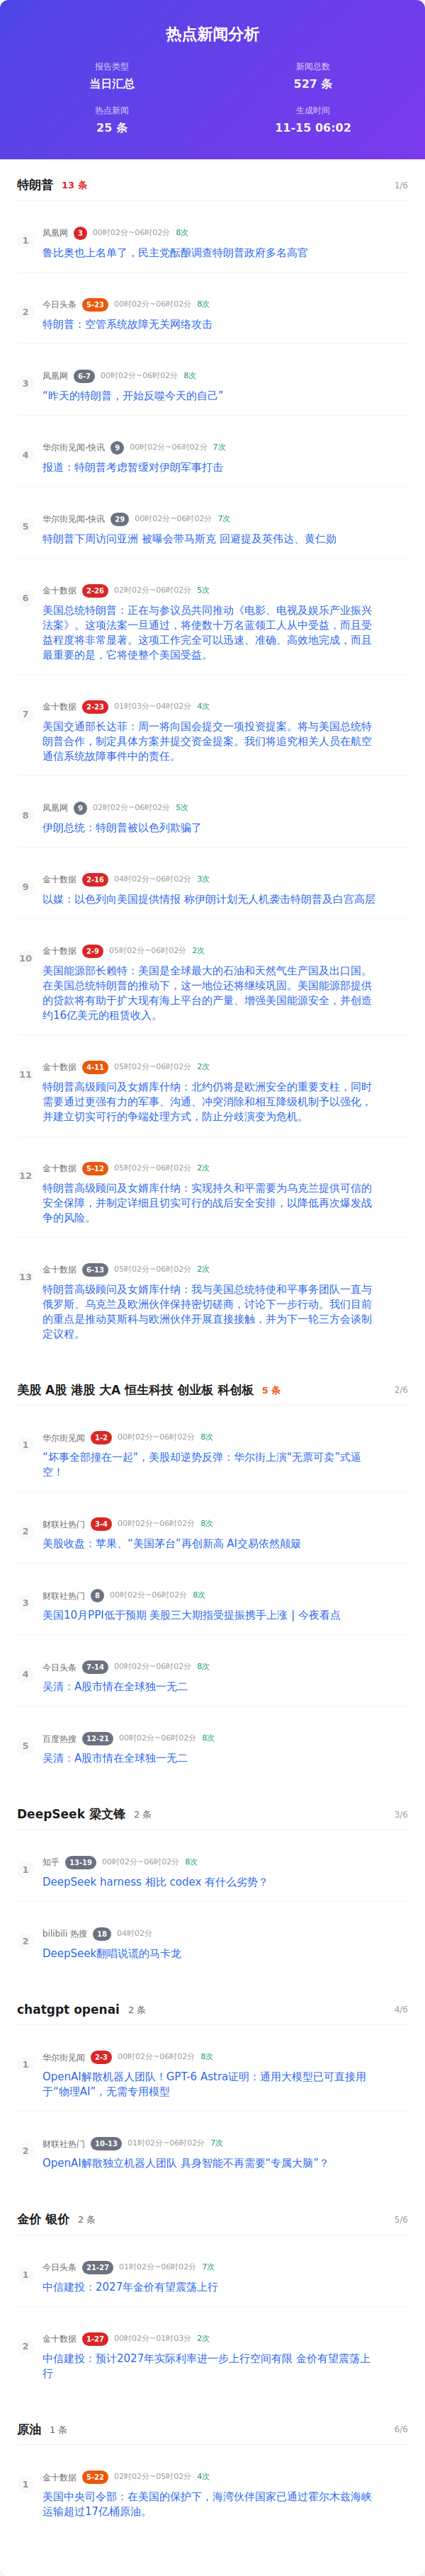 热点新闻分析
报告类型
新闻总数
当日汇总
527 条
热点新闻
生成时间
25 条
11-15 06:02
特朗普 13 条 1/6
1 凤凰网 3 00时02分~06时02分 8次
鲁比奥也上名单了，民主党酝酿调查特朗普政府多名高官
2 今日头条 5-23 00时02分~06时02分 8次
特朗普：空管系统故障无关网络攻击
3 凤凰网 6-7 00时02分~06时02分 8次
“昨天的特朗普，开始反噬今天的自己”
4 华尔街见闻-快讯 9 00时02分~06时02分 7次
报道：特朗普考虑暂缓对伊朗军事打击
5 华尔街见闻-快讯 29 00时02分~06时02分 7次
特朗普下周访问亚洲 被曝会带马斯克 回避提及英伟达、黄仁勋
6 金十数据 2-26 02时02分~06时02分 5次
美国总统特朗普：正在与参议员共同推动《电影、电视及娱乐产业振兴
法案》。这项法案一旦通过，将使数十万名蓝领工人从中受益，而且受
益程度将非常显著。这项工作完全可以迅速、准确、高效地完成，而且
最重要的是，它将使整个美国受益。
7 金十数据 2-23 01时03分~04时02分 4次
美国交通部长达菲：周一将向国会提交一项投资提案。将与美国总统特
朗普合作，制定具体方案并提交资金提案。我们将追究相关人员在航空
通信系统故障事件中的责任。
8 凤凰网 9 02时02分~06时02分 5次
伊朗总统：特朗普被以色列欺骗了
9 金十数据 2-16 04时02分~06时02分 3次
以媒：以色列向美国提供情报 称伊朗计划无人机袭击特朗普及白宫高层
10 金十数据 2-9 05时02分~06时02分 2次
美国能源部长赖特：美国是全球最大的石油和天然气生产国及出口国。
在美国总统特朗普的推动下，这一地位还将继续巩固。美国能源部提供
的贷款将有助于扩大现有海上平台的产量、增强美国能源安全，并创造
约16亿美元的租赁收入。
11 金十数据 4-11 05时02分~06时02分 2次
特朗普高级顾问及女婿库什纳：北约仍将是欧洲安全的重要支柱，同时
需要通过更强有力的军事、沟通、冲突消除和相互降级机制予以强化，
并建立切实可行的争端处理方式，防止分歧演变为危机。
12 金十数据 5-12 05时02分~06时02分 2次
特朗普高级顾问及女婿库什纳：实现持久和平需要为乌克兰提供可信的
安全保障，并制定详细且切实可行的战后安全安排，以降低再次爆发战
争的风险。
13 金十数据 6-13 05时02分~06时02分 2次
特朗普高级顾问及女婿库什纳：我与美国总统特使和平事务团队一直与
俄罗斯、乌克兰及欧洲伙伴保持密切磋商，讨论下一步行动。我们目前
的重点是推动莫斯科与欧洲伙伴开展直接接触，并为下一轮三方会谈制
定议程。
美股 A股 港股 大A 恒生科技 创业板 科创板 5 条 2/6
1 华尔街见闻 1-2 00时02分~06时02分 8次
“坏事全部撞在一起"，美股却逆势反弹：华尔街上演“无票可卖”式逼
空！
2 财联社热门 3-4 00时02分~06时02分 8次
美股收盘：苹果、“美国茅台”再创新高 AI交易依然颠簸
3 财联社热门 8 00时02分~06时02分 8次
美国10月PPI低于预期 美股三大期指受提振携手上涨 | 今夜看点
4 今日头条 7-14 00时02分~06时02分 8次
吴清：A股市情在全球独一无二
5 百度热搜 12-21 00时02分~06时02分 8次
吴清：A股市情在全球独一无二
DeepSeek 梁文锋 2 条 3/6
1 知乎 13-19 00时02分~06时02分 8次
DeepSeek harness 相比 codex 有什么劣势？
2 bilibili 热搜 18 04时02分
DeepSeek翻唱说谎的马卡龙
chatgpt openai 2 条 4/6
1 华尔街见闻 2-3 00时02分~06时02分 8次
OpenAI解散机器人团队！GPT-6 Astra证明：通用大模型已可直接用
于“物理AI”，无需专用模型
2 财联社热门 10-13 01时02分~06时02分 7次
OpenAI解散独立机器人团队 具身智能不再需要“专属大脑”？
金价 银价 2 条 5/6
1 今日头条 21-27 01时02分~06时02分 7次
中信建投：2027年金价有望震荡上行
2 金十数据 1-27 00时02分~01时03分 2次
中信建投：预计2027年实际利率进一步上行空间有限 金价有望震荡上
行
原油 1 条 6/6
1 金十数据 5-22 02时02分~05时02分 4次
美国中央司令部：在美国的保护下，海湾伙伴国家已通过霍尔木兹海峡
运输超过17亿桶原油。